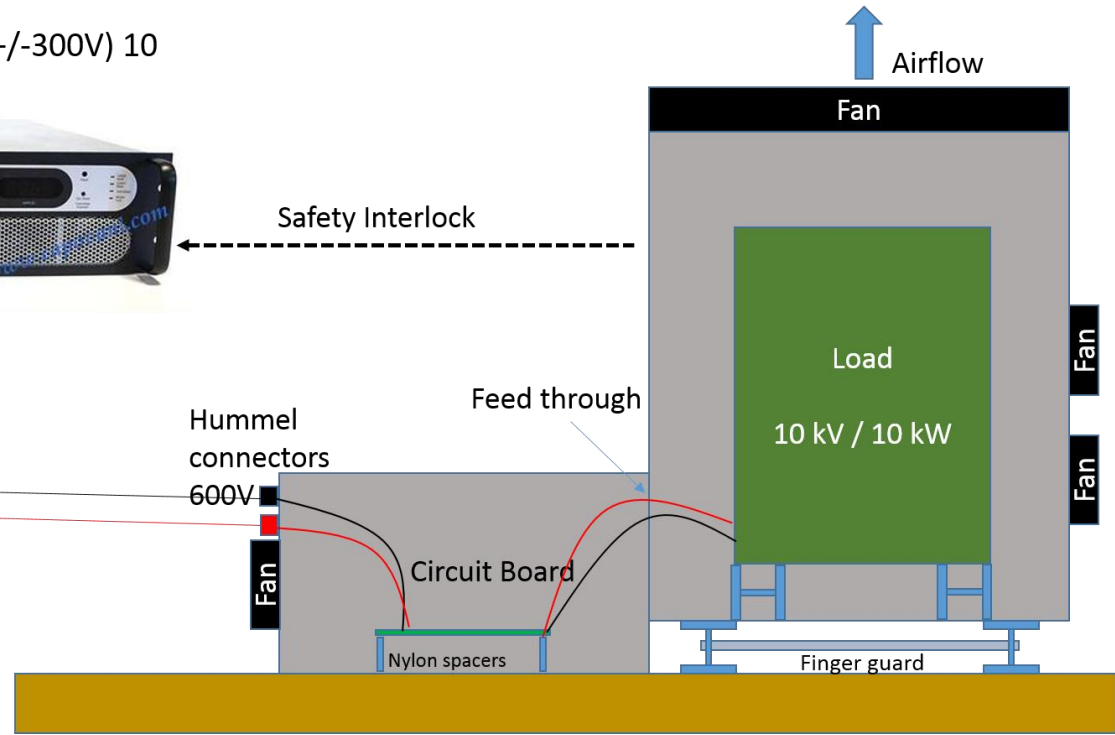 -/-300V) 10
Airflow
Fan
Safety Interlock
Load
10 kV / 10 kW
Fan
Fan
Feed through
Hummel
connectors
600V
Fan
Circuit Board
Nylon spacers
Finger guard